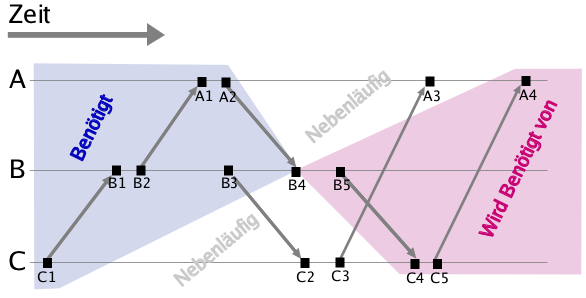 Zeit
A
A1
A2
A3
A4
Benötigt
Nebenläufig
Wird Benötigt von
B
B1
B2
B3
B4
B5
Nebenläufig
C
C1
C2
C3
C4
C5